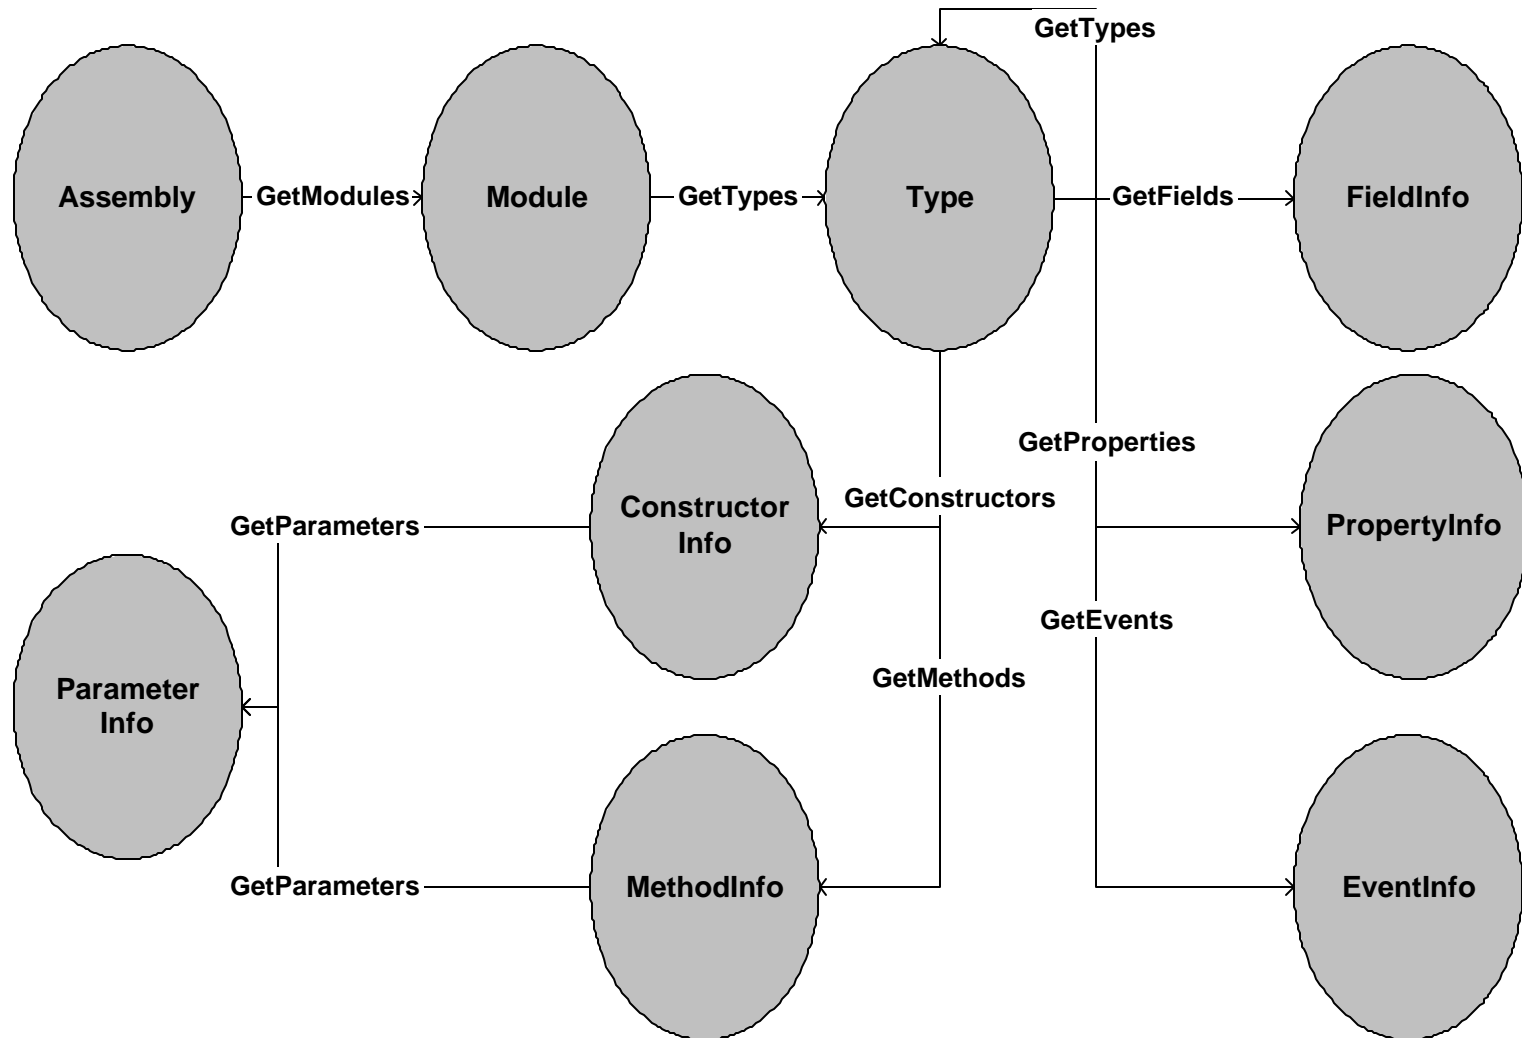 GetTypes
Assembly
GetModules
Module
GetTypes
Type
GetFields
FieldInfo
GetProperties
GetConstructors
Constructor
Info
GetParameters
PropertyInfo
GetEvents
GetMethods
Parameter
Info
GetParameters
MethodInfo
EventInfo